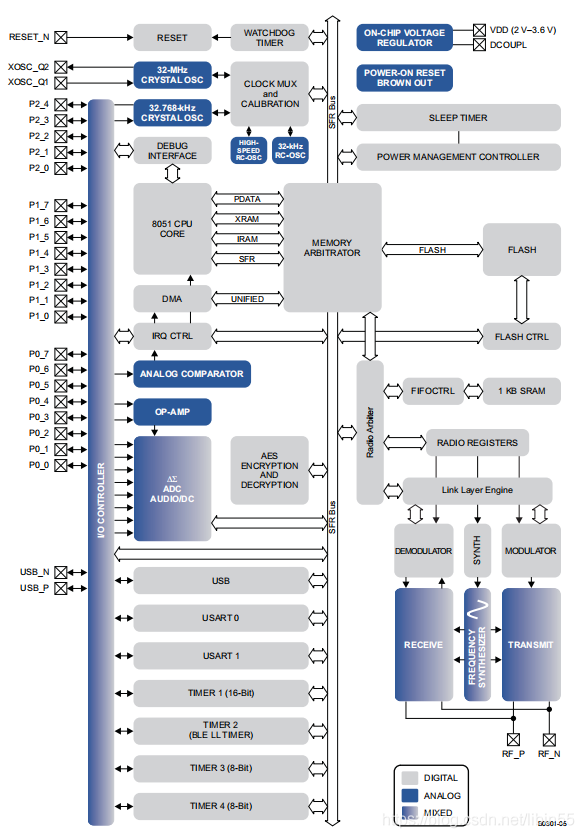 RESET_N
XOSC_Q2
XOSC_Q1
P2_4
P2_3
P2_2
P2_1
P2_0
P1_7
P1_6
P1_5
P1_4
P1_3
P1_2
P1_1
P1_0
P0_7
P0_6
P0_5
P0_4
P0_3
P0_2
P0_1
P0_0
USB_N
USB_P
I/O CONTROLLER
RESET
WATCHDOG
TIMER
32-MHz
CRYSTAL OSC
32.768-kHz
CRYSTAL OSC
CLOCK MUX
and
CALIBRATION
DEBUG
INTERFACE
HIGH-
SPEED
RC-OSC
32-kHz
RC-OSC
SFR Bus
ON-CHIP VOLTAGE
REGULATOR
VDD (2 V–3.6 V)
DCOUPL
POWER-ON RESET
BROWN OUT
SLEEP TIMER
POWER MANAGEMENT CONTROLLER
8051 CPU
CORE
PDATA
XRAM
IRAM
SFR
MEMORY
ARBITRATOR
FLASH
FLASH
DMA
UNIFIED
IRQ CTRL
FLASH CTRL
ANALOG COMPARATOR
OP-AMP
ΔΣ
ADC
AUDIO/DC
AES
ENCRYPTION
AND
DECRYPTION
SFR Bus
Radio Arbiter
FIFOCTRL
1 KB SRAM
RADIO REGISTERS
Link Layer Engine
DEMODULATOR
SYNTH
MODULATOR
RECEIVE
FREQUENCY
SYNTHESIZER
TRANSMIT
RF_P
RF_N
USB
USART 0
USART 1
TIMER 1 (16-Bit)
TIMER 2
(BLE LL TIMER)
TIMER 3 (8-Bit)
TIMER 4 (8-Bit)
DIGITAL
ANALOG
MIXED